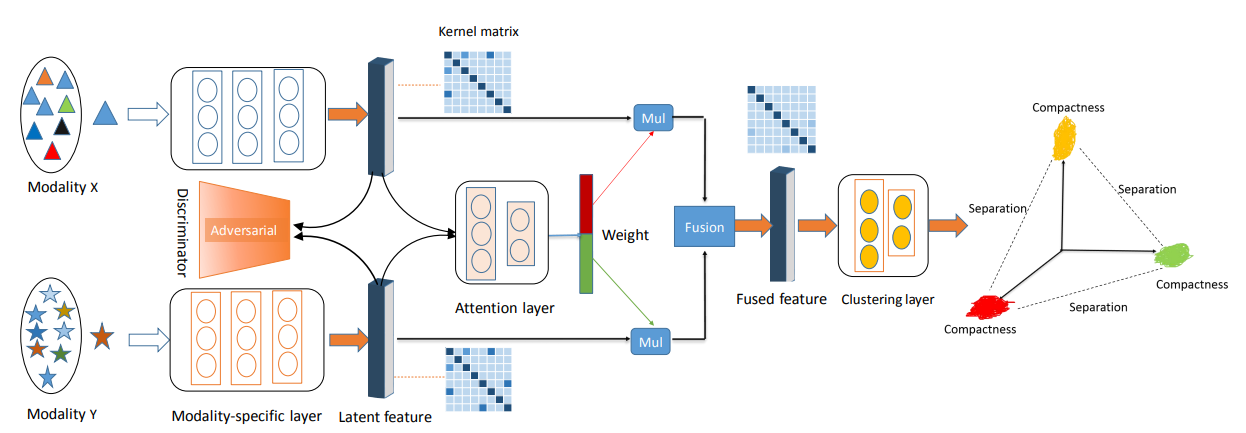 Kernel matrix
Modality X
Discriminator
Adversarial
Modality Y
Modality-specific layer
Latent feature
Attention layer
Weight
Mul
Mul
Fusion
Fused feature
Clustering layer
Compactness
Separation
Separation
Compactness
Separation
Compactness